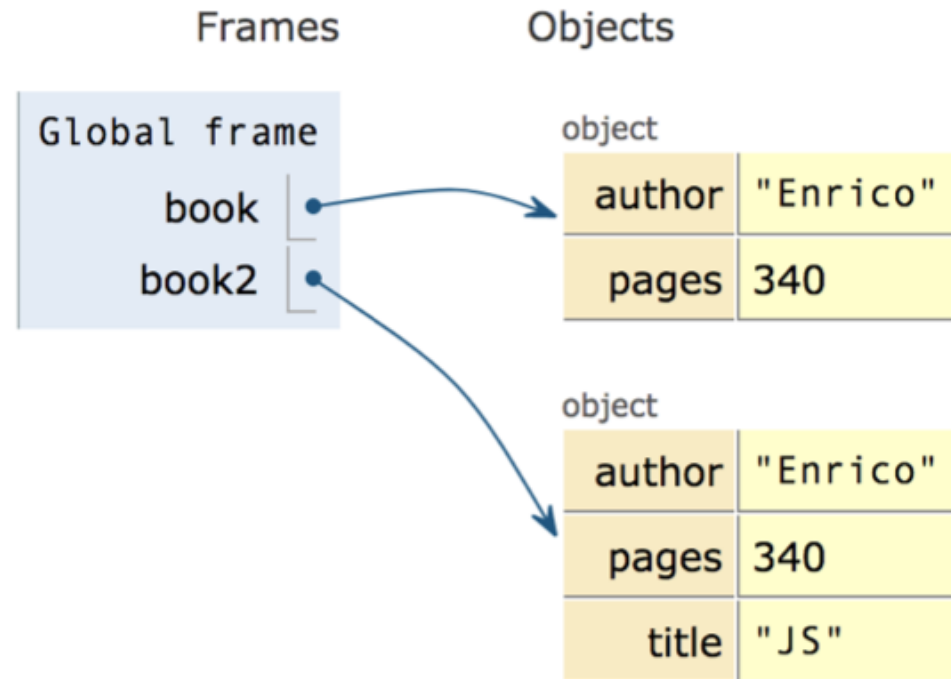 Frames Objects
Global frame
book
book2
object
author "Enrico"
pages 340
object
author "Enrico"
pages 340
title "JS"